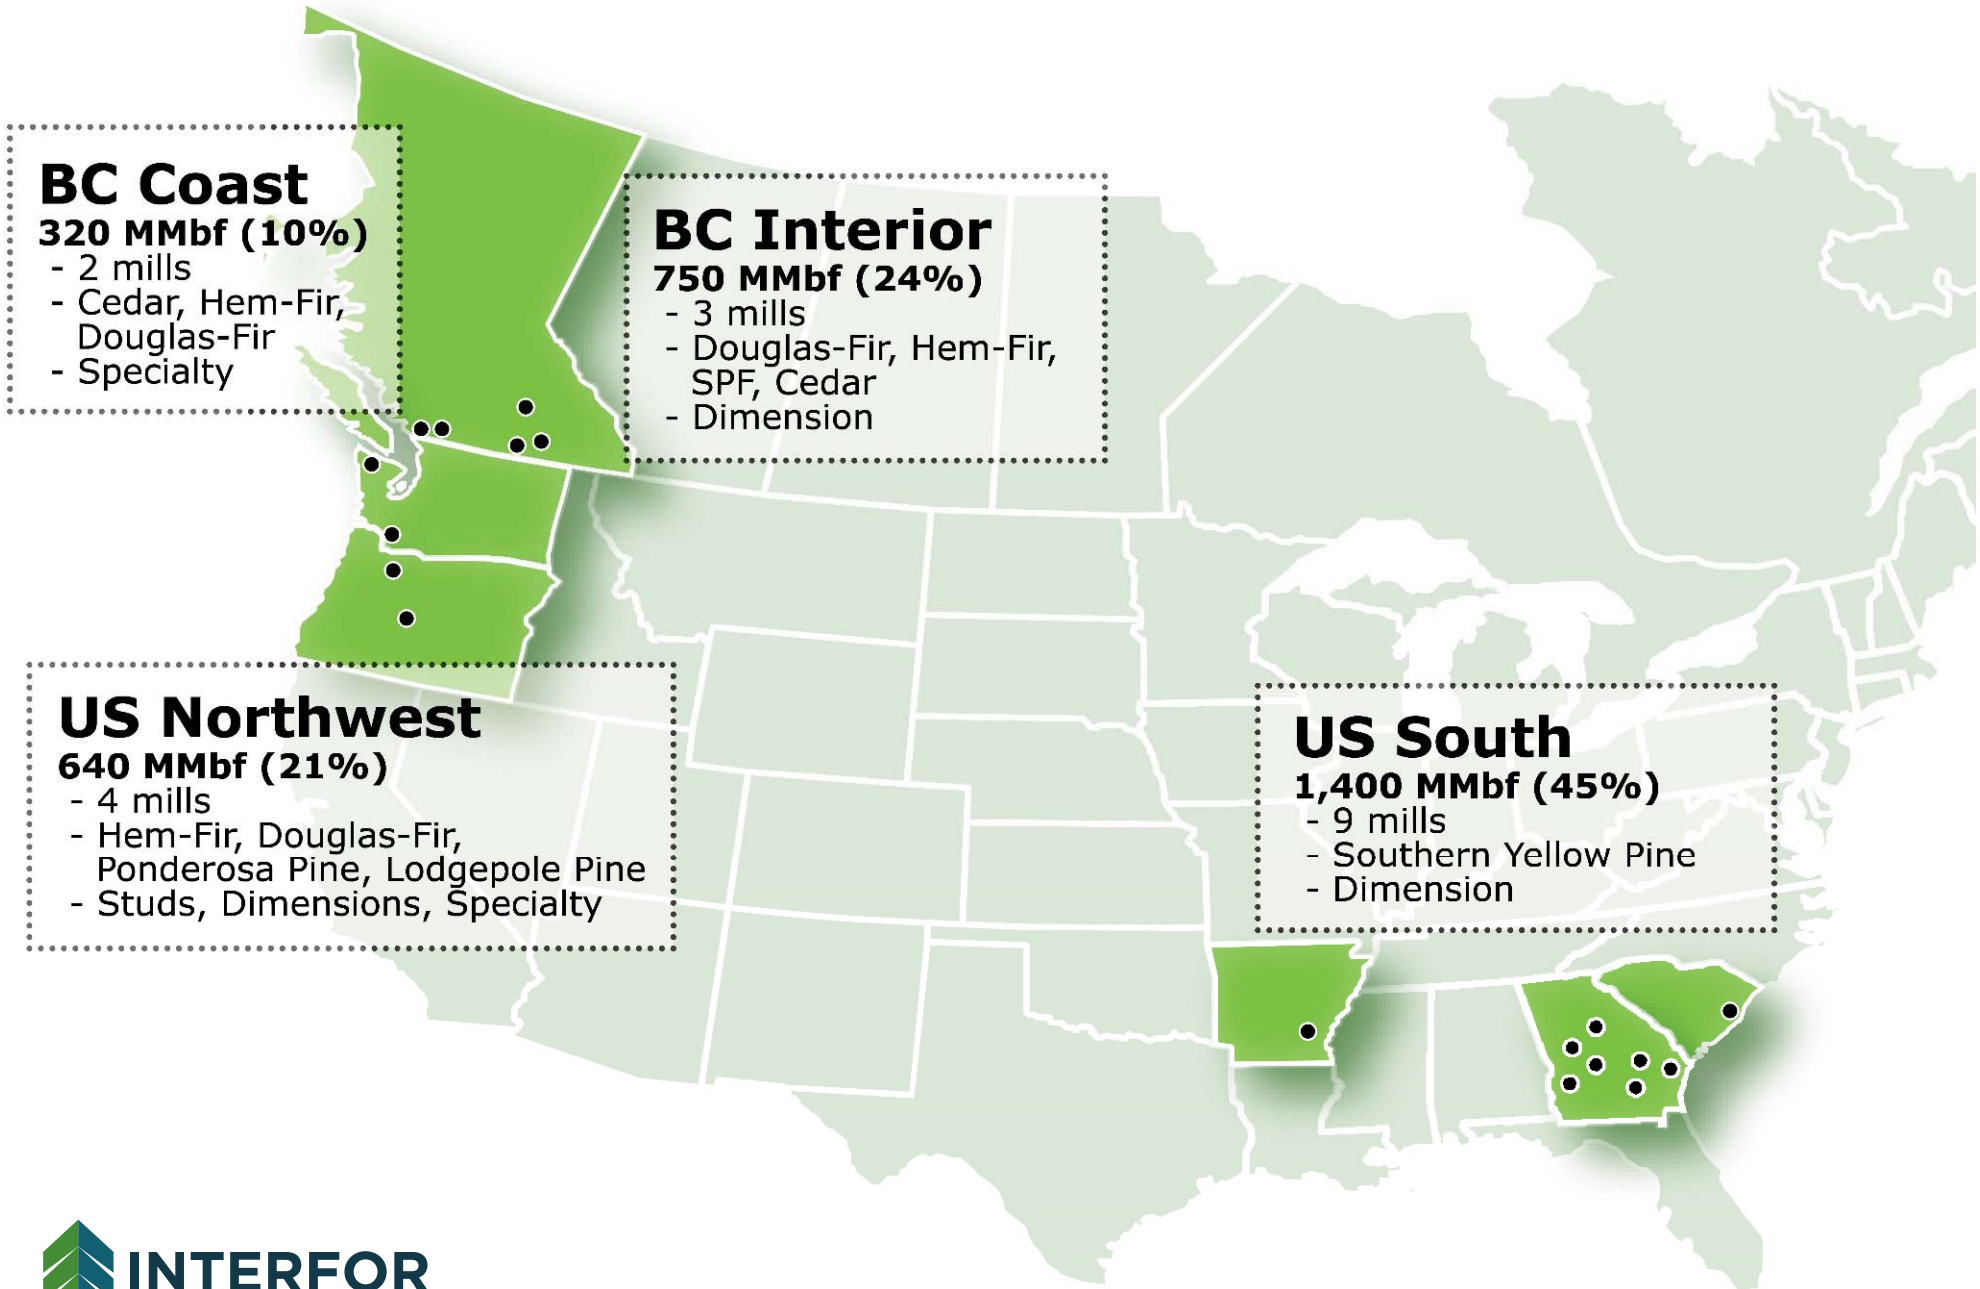 BC Coast
320 MMbf (10%)
- 2 mills
- Cedar, Hem-Fir,
Douglas-Fir
- Specialty
BC Interior
750 MMbf (24%)
- 3 mills
- Douglas-Fir, Hem-Fir,
SPF, Cedar
- Dimension
US Northwest
640 MMbf (21%)
- 4 mills
- Hem-Fir, Douglas-Fir,
Ponderosa Pine, Lodgepole Pine
- Studs, Dimensions, Specialty
US South
1,400 MMbf (45%)
- 9 mills
- Southern Yellow Pine
- Dimension
INTERFOR